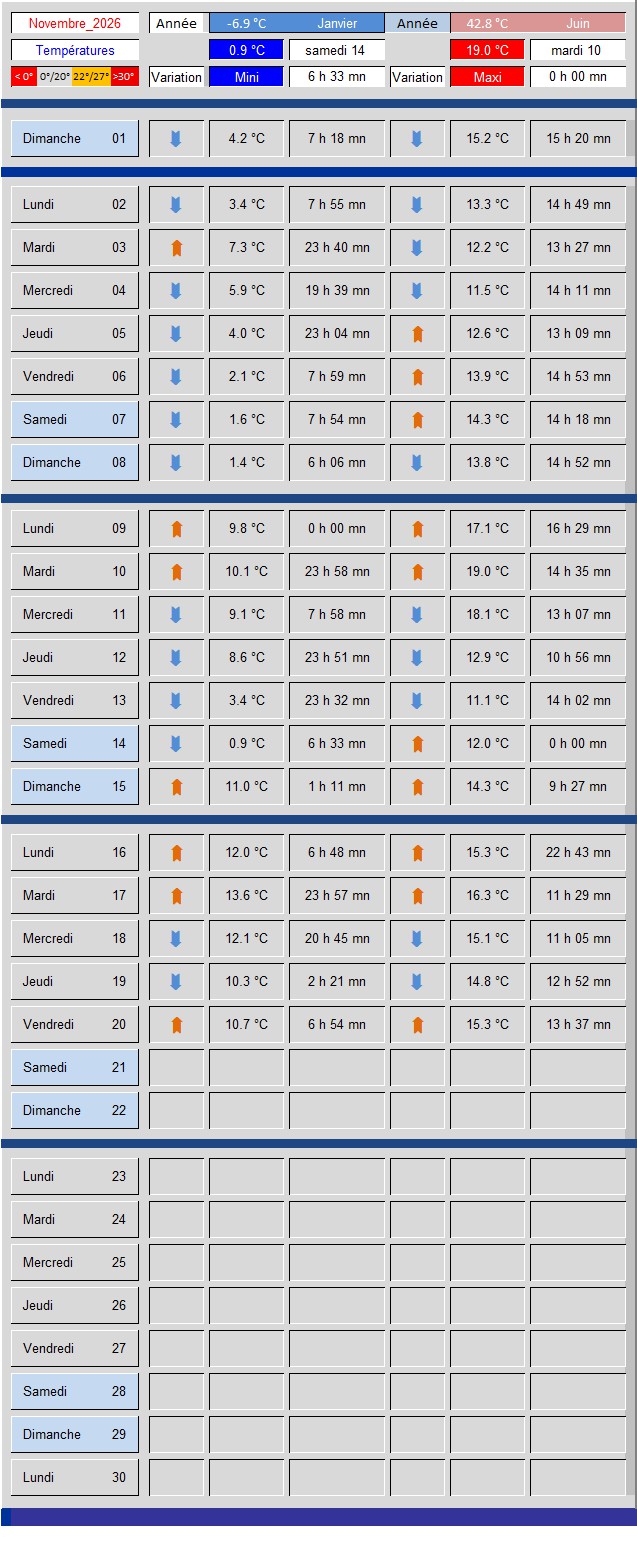 Novembre_2026 Année -6.9 °C Janvier Année 42.8 °C Juin
Températures 0.9 °C samedi 14 19.0 °C mardi 10
< 0° 0°/20° 22°/27° >30° Variation Mini 6 h 33 mn Variation Maxi 0 h 00 mn
Dimanche 01 4.2 °C 7 h 18 mn 15.2 °C 15 h 20 mn
Lundi 02 3.4 °C 7 h 55 mn 13.3 °C 14 h 49 mn
Mardi 03 7.3 °C 23 h 40 mn 12.2 °C 13 h 27 mn
Mercredi 04 5.9 °C 19 h 39 mn 11.5 °C 14 h 11 mn
Jeudi 05 4.0 °C 23 h 04 mn 12.6 °C 13 h 09 mn
Vendredi 06 2.1 °C 7 h 59 mn 13.9 °C 14 h 53 mn
Samedi 07 1.6 °C 7 h 54 mn 14.3 °C 14 h 18 mn
Dimanche 08 1.4 °C 6 h 06 mn 13.8 °C 14 h 52 mn
Lundi 09 9.8 °C 0 h 00 mn 17.1 °C 16 h 29 mn
Mardi 10 10.1 °C 23 h 58 mn 19.0 °C 14 h 35 mn
Mercredi 11 9.1 °C 7 h 58 mn 18.1 °C 13 h 07 mn
Jeudi 12 8.6 °C 23 h 51 mn 12.9 °C 10 h 56 mn
Vendredi 13 3.4 °C 23 h 32 mn 11.1 °C 14 h 02 mn
Samedi 14 0.9 °C 6 h 33 mn 12.0 °C 0 h 00 mn
Dimanche 15 11.0 °C 1 h 11 mn 14.3 °C 9 h 27 mn
Lundi 16 12.0 °C 6 h 48 mn 15.3 °C 22 h 43 mn
Mardi 17 13.6 °C 23 h 57 mn 16.3 °C 11 h 29 mn
Mercredi 18 12.1 °C 20 h 45 mn 15.1 °C 11 h 05 mn
Jeudi 19 10.3 °C 2 h 21 mn 14.8 °C 12 h 52 mn
Vendredi 20 10.7 °C 6 h 54 mn 15.3 °C 13 h 37 mn
Samedi 21
Dimanche 22
Lundi 23
Mardi 24
Mercredi 25
Jeudi 26
Vendredi 27
Samedi 28
Dimanche 29
Lundi 30